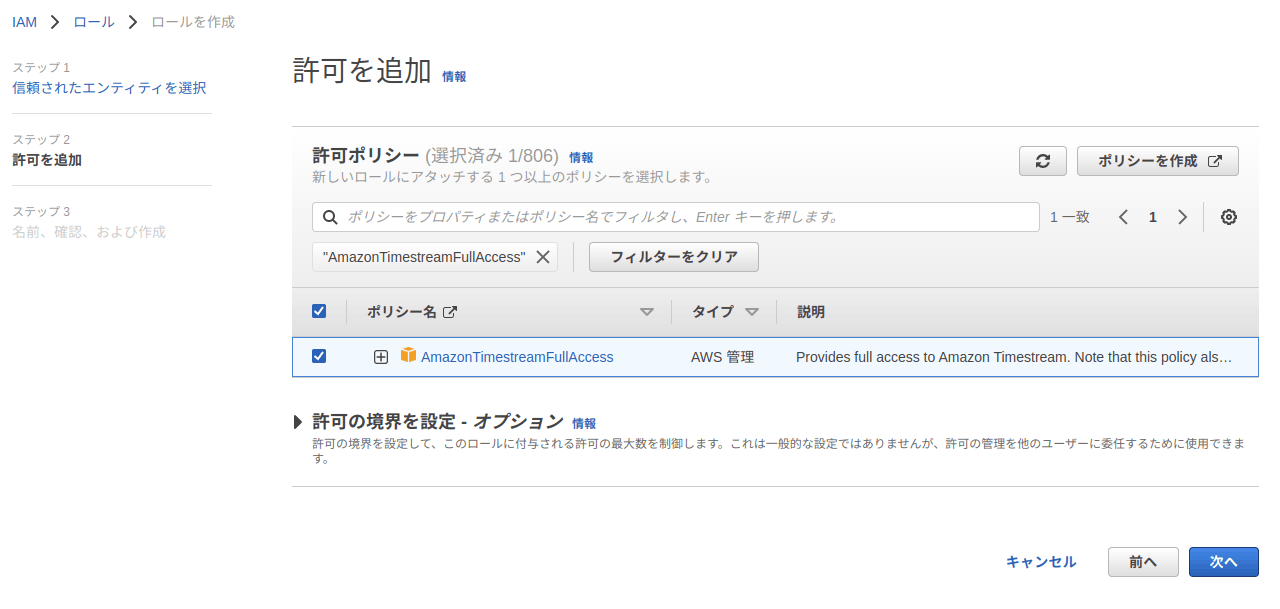 IAM ロール ロールを作成
ステップ 1
信頼されたエンティティを選択
ステップ 2
許可を追加
ステップ 3
名前、確認、および作成
許可を追加 情報
許可ポリシー (選択済み 1/806) 情報
新しいロールにアタッチする 1 つ以上のポリシーを選択します。
ポリシーを作成
ポリシーをプロパティまたはポリシー名でフィルタし、Enter キーを押します。
1 一致 1
"AmazonTimestreamFullAccess"
フィルターをクリア
ポリシー名 タイプ 説明
AmazonTimestreamFullAccess AWS 管理 Provides full access to Amazon Timestream. Note that this policy als…
許可の境界を設定 - オプション 情報
許可の境界を設定して、このロールに付与される許可の最大数を制御します。これは一般的な設定ではありませんが、許可の管理を他のユーザーに委任するために使用できま
す。
キャンセル 前へ 次へ